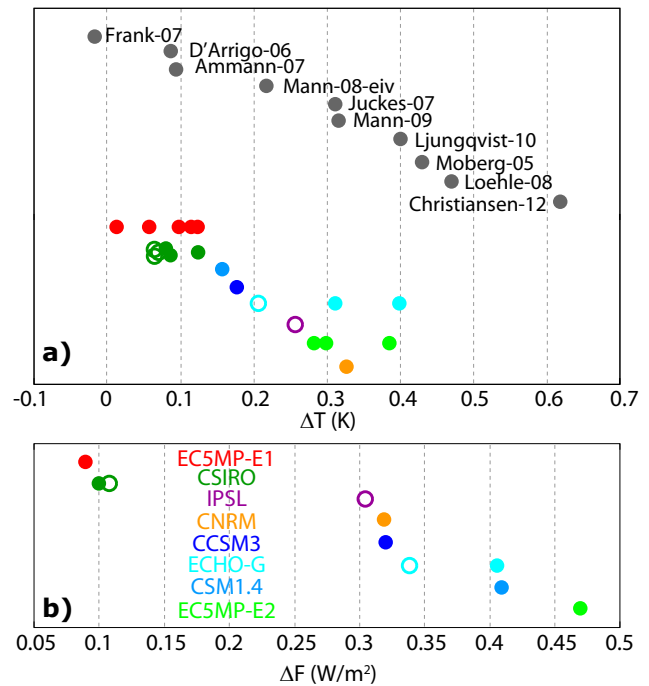 Frank-07
D'Arrigo-06
Ammann-07
Mann-08-eiv
Juckes-07
Mann-09
Ljungqvist-10
Moberg-05
Loehle-08
Christiansen-12
a)
-0.1 0 0.1 0.2 0.3 0.4 0.5 0.6 0.7
ΔT (K)
EC5MP-E1
CSIRO
IPSL
CNRM
CCSM3
ECHO-G
CSM1.4
EC5MP-E2
b)
0.05 0.1 0.15 0.2 0.25 0.3 0.35 0.4 0.45 0.5
ΔF (W/m²)